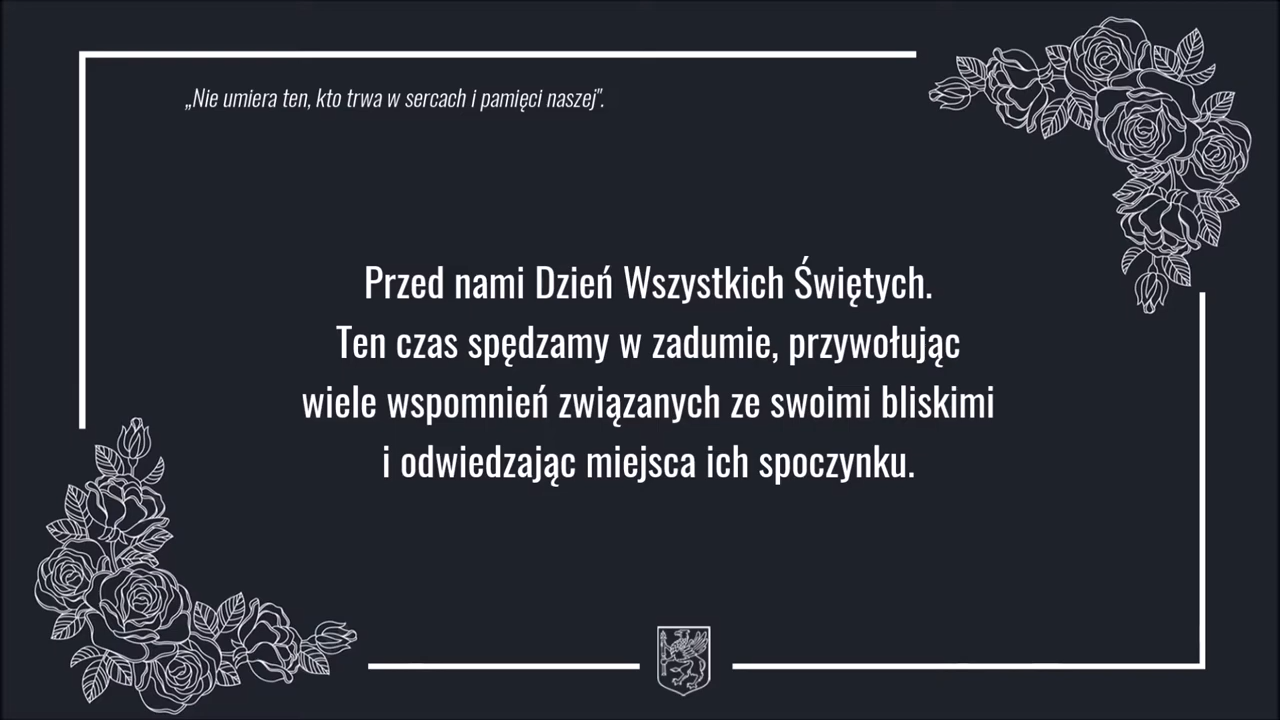 „Nie umiera ten, kto trwa w sercach i pamięci naszej".
Przed nami Dzień Wszystkich Świętych.
Ten czas spędzamy w zadumie, przywołując
wiele wspomnień związanych ze swoimi bliskimi
i odwiedzając miejsca ich spoczynku.